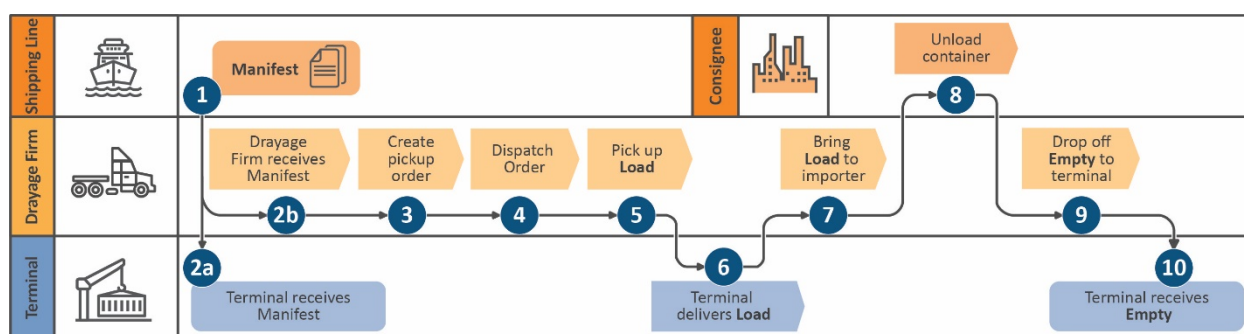 Shipping Line
Manifest
1
Consignee
Unload
container
8
Drayage Firm
Drayage
Firm receives
Manifest
2b
Create
pickup
order
3
Dispatch
Order
4
Pick up
Load
5
Bring
Load to
importer
7
Drop off
Empty to
terminal
9
Terminal
2a
Terminal receives
Manifest
6
Terminal
delivers Load
10
Terminal receives
Empty